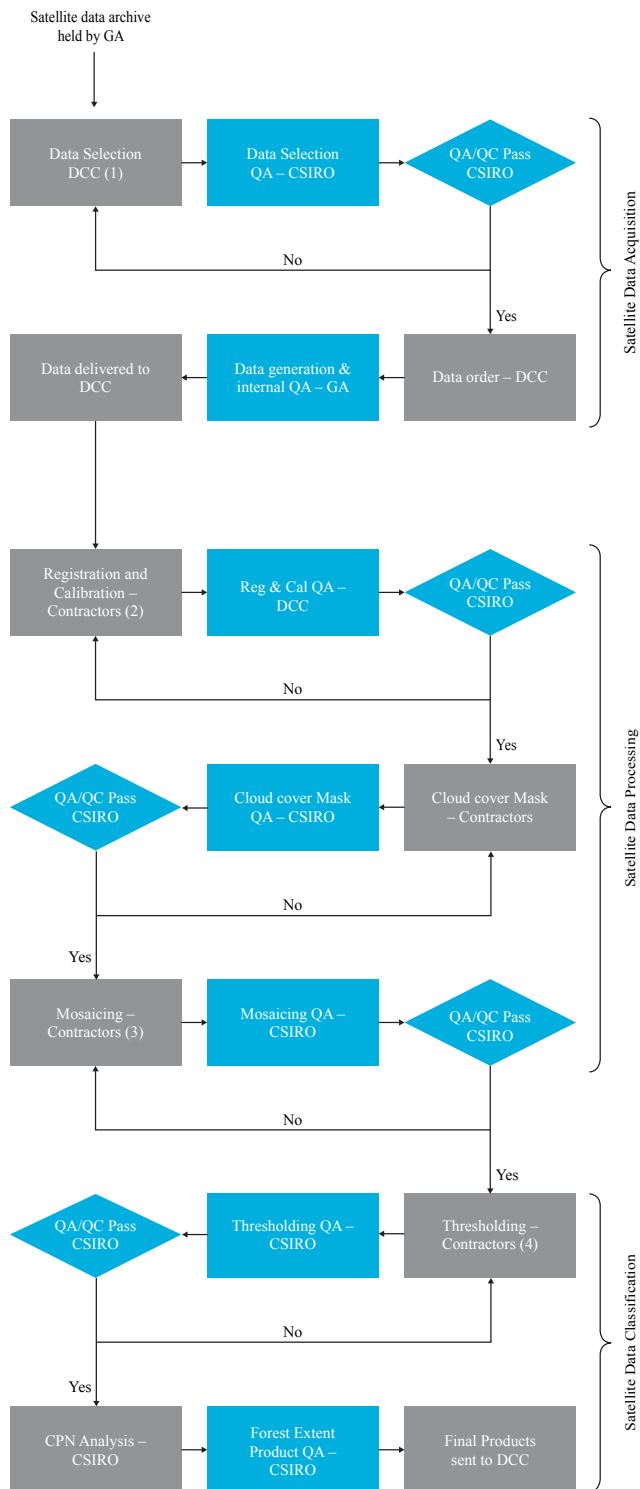 Satellite data archive
held by GA
Data Selection
DCC (1)
Data Selection
QA – CSIRO
QA/QC Pass
CSIRO
No
Yes
Data delivered to
DCC
Data generation &
internal QA – GA
Data order – DCC
Satellite Data Acquisition
Registration and
Calibration –
Contractors (2)
Reg & Cal QA –
DCC
QA/QC Pass
CSIRO
No
Yes
QA/QC Pass
CSIRO
Cloud cover Mask
QA – CSIRO
Cloud cover Mask
– Contractors
No
Yes
Mosaicing –
Contractors (3)
Mosaicing QA –
CSIRO
QA/QC Pass
CSIRO
Satellite Data Processing
No
Yes
QA/QC Pass
CSIRO
Thresholding QA –
CSIRO
Thresholding –
Contractors (4)
No
Yes
CPN Analysis –
CSIRO
Forest Extent
Product QA –
CSIRO
Final Products
sent to DCC
Satellite Data Classification